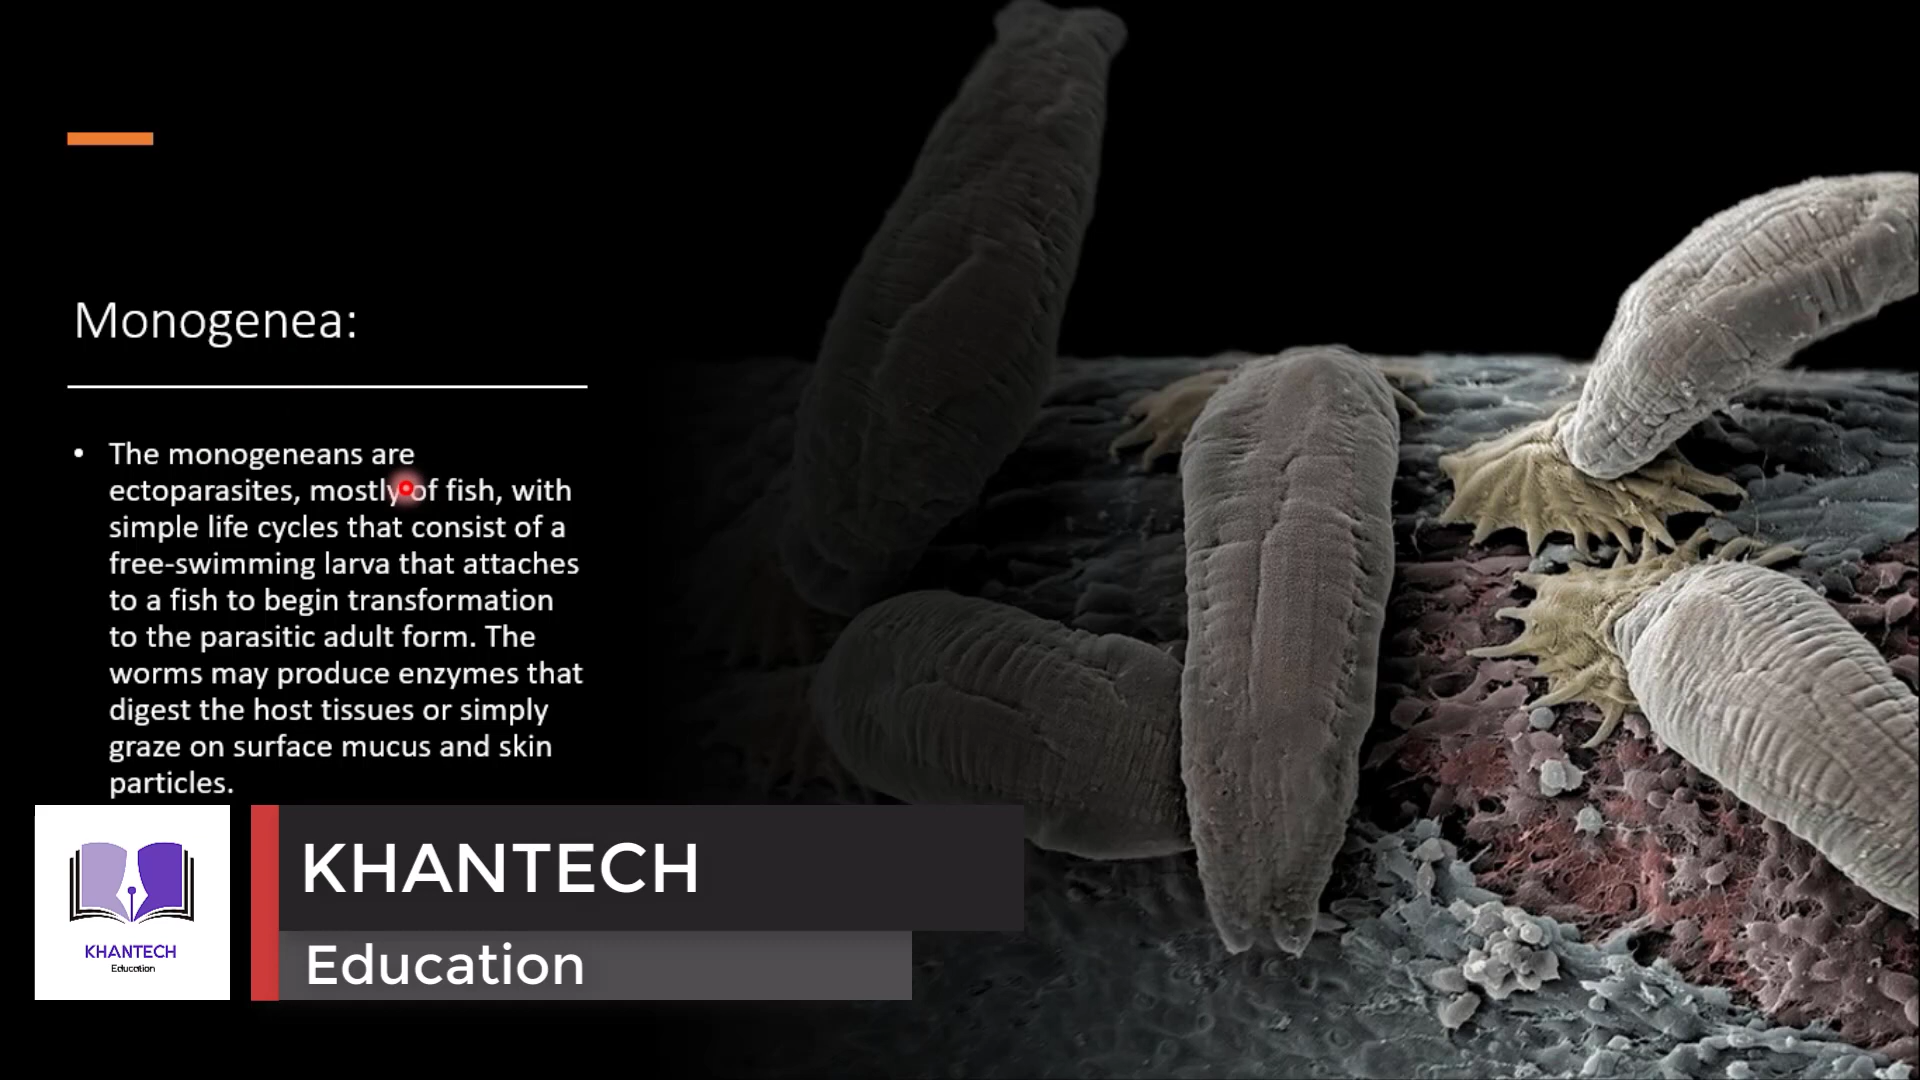 Monogenea:
• The monogeneans are
ectoparasites, mostly of fish, with
simple life cycles that consist of a
free-swimming larva that attaches
to a fish to begin transformation
to the parasitic adult form. The
worms may produce enzymes that
digest the host tissues or simply
graze on surface mucus and skin
particles.
KHANTECH
Education
KHANTECH
Education